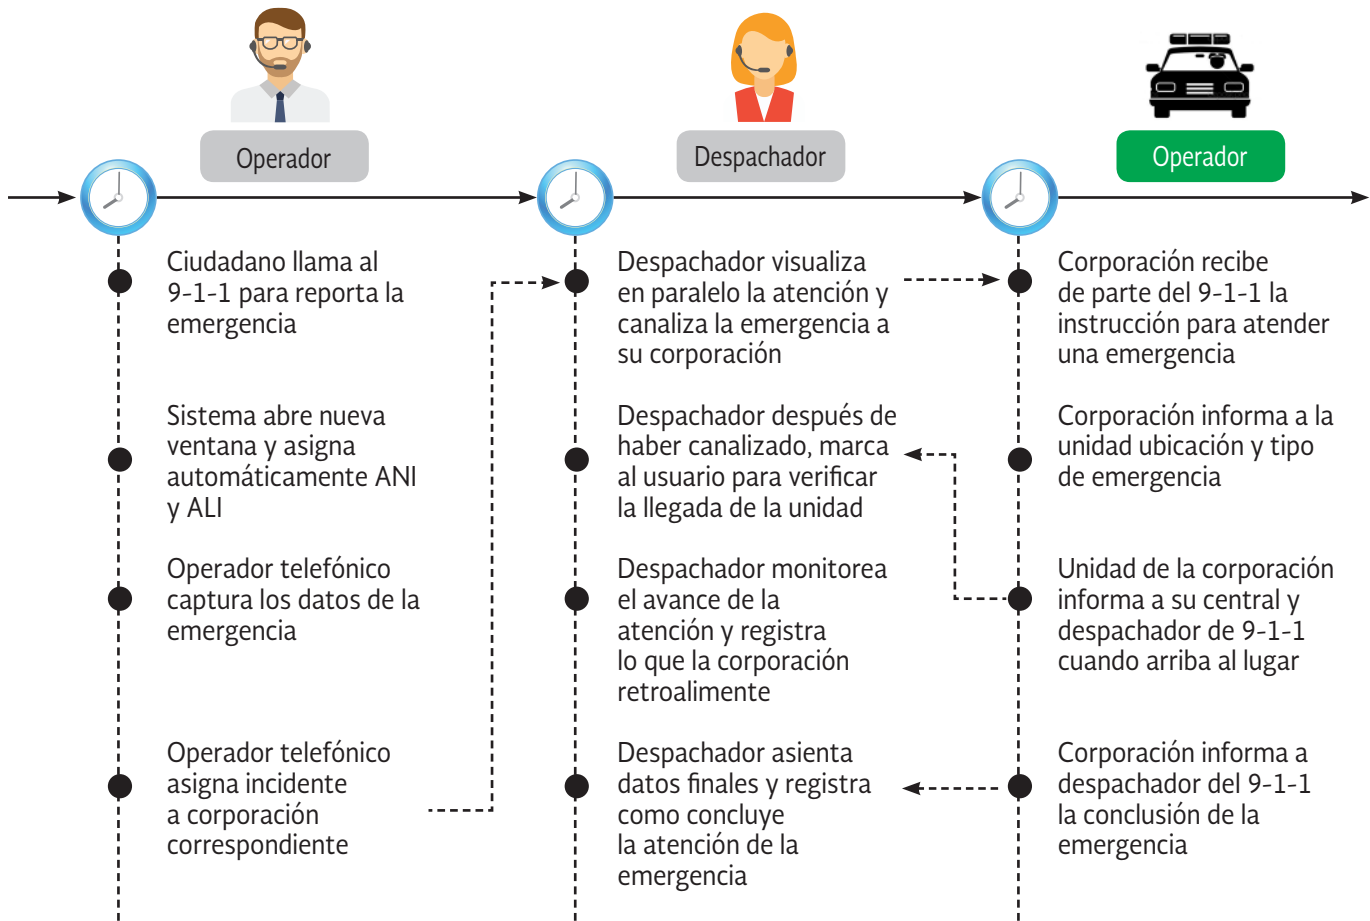 Operador
Ciudadano llama al
9-1-1 para reporta la
emergencia
Sistema abre nueva
ventana y asigna
automáticamente ANI
y ALI
Operador telefónico
captura los datos de la
emergencia
Operador telefónico
asigna incidente
a corporación
correspondiente
Despachador
Despachador visualiza
en paralelo la atención y
canaliza la emergencia a
su corporación
Despachador después de
haber canalizado, marca
al usuario para verificar
la llegada de la unidad
Despachador monitorea
el avance de la
atención y registra
lo que la corporación
retroalimente
Despachador asienta
datos finales y registra
como concluye
la atención de la
emergencia
Operador
Corporación recibe
de parte del 9-1-1 la
instrucción para atender
una emergencia
Corporación informa a la
unidad ubicación y tipo
de emergencia
Unidad de la corporación
informa a su central y
despachador de 9-1-1
cuando arriba al lugar
Corporación informa a
despachador del 9-1-1
la conclusión de la
emergencia